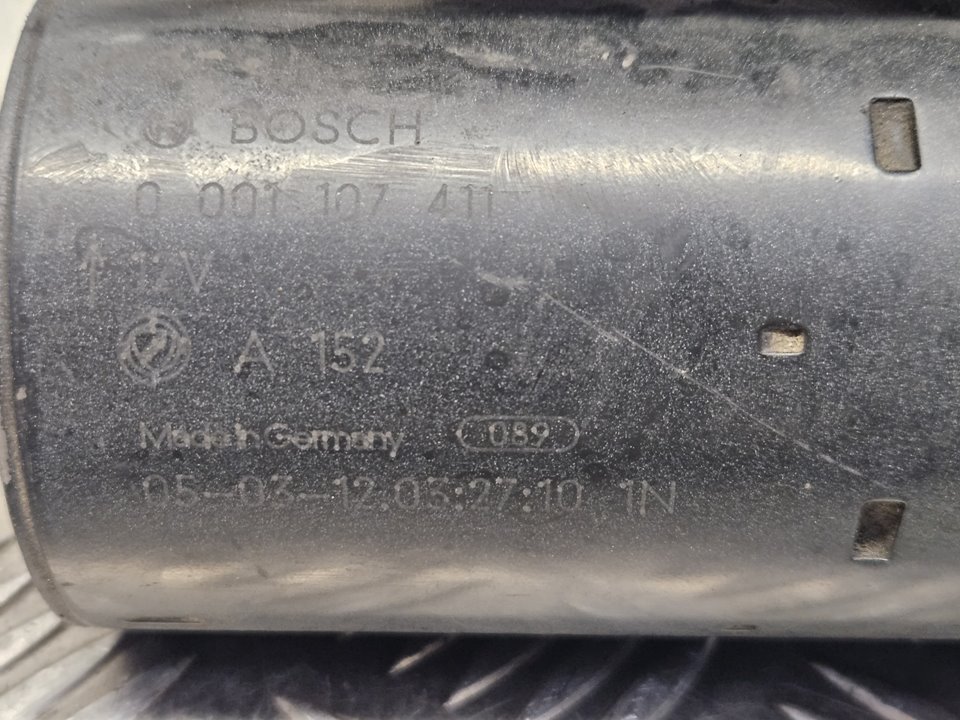 BOSCH
0 001 107 411
12V
A 152
Made in Germany 089
05-03-12.03:27:10 1N